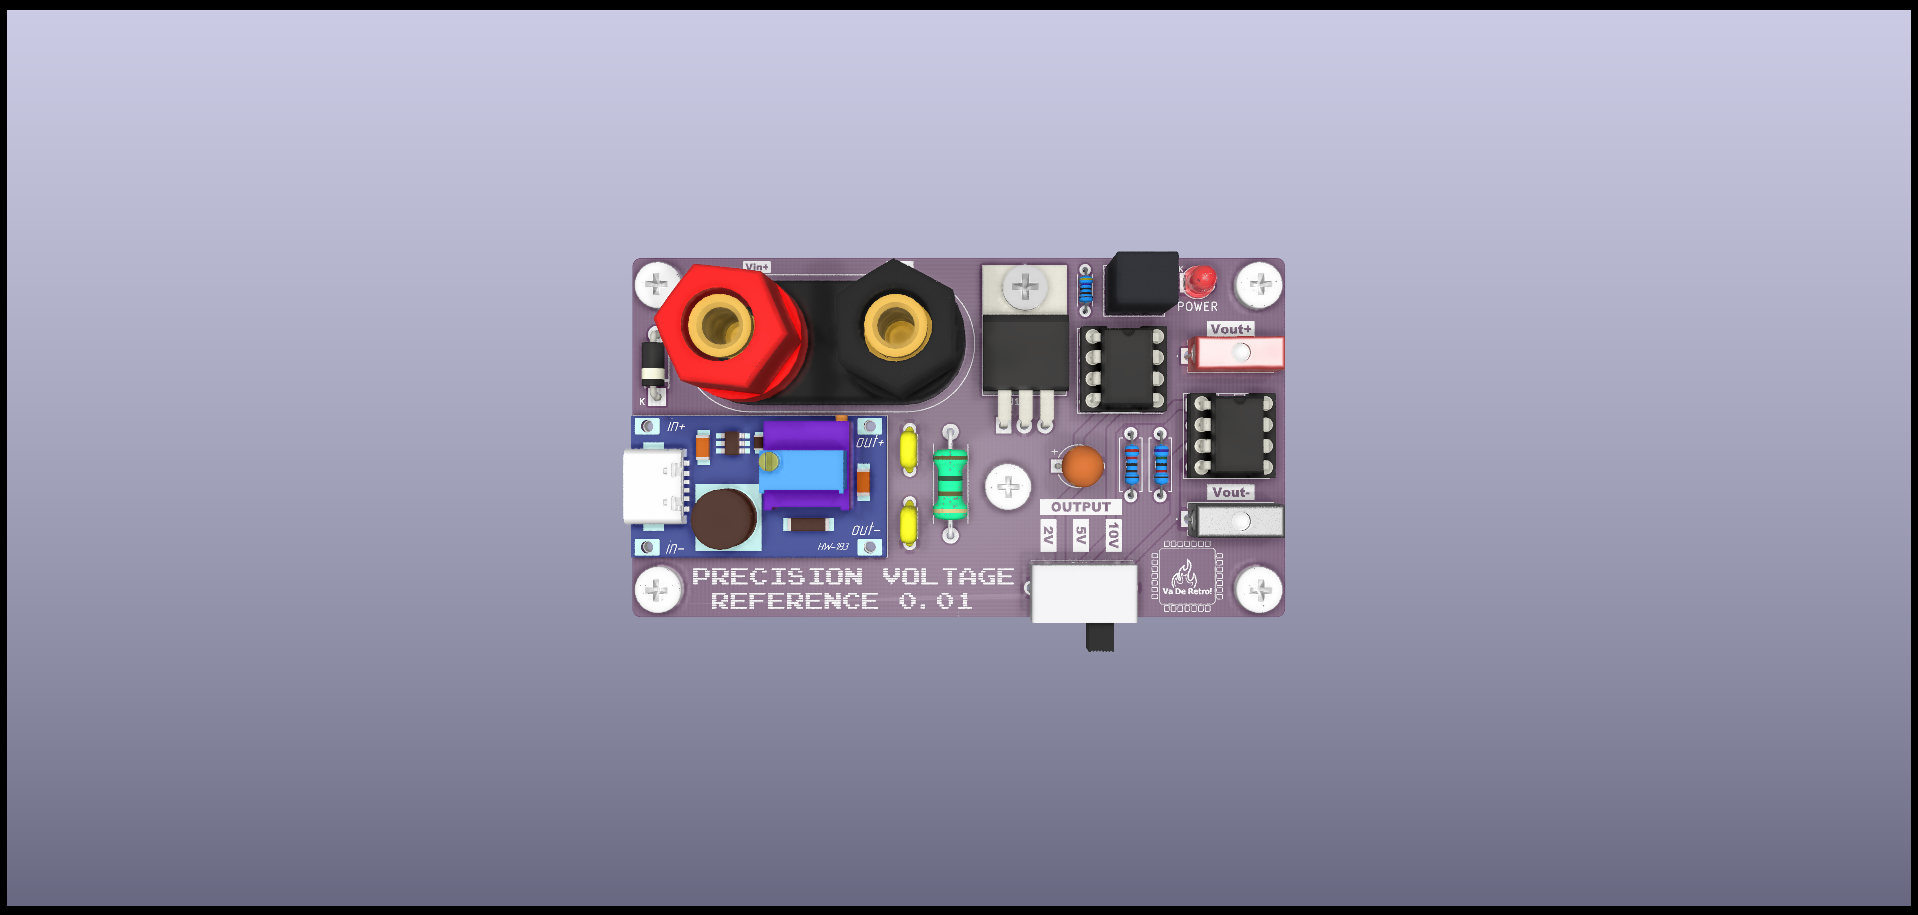 Vin+
K
POWER
Vout+
K
in+
out+
+
Vout-
OUTPUT
2V
5V
10V
out-
in-
HW-193
PRECISION VOLTAGE
REFERENCE 0.01
Va De Retro!